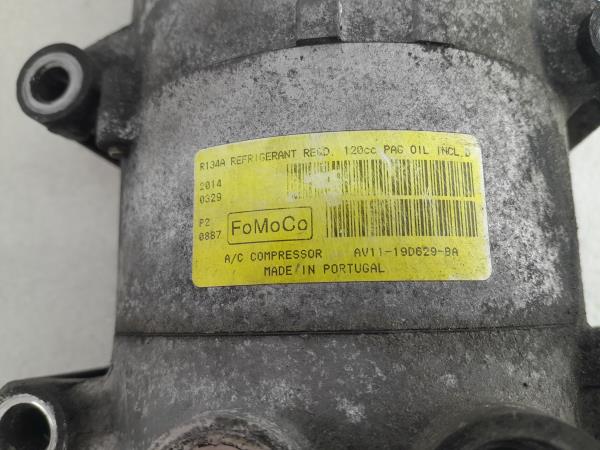 R134A REFRIGERANT REQD. 120cc PAG OIL INCL.D
2014
0329
P2
0887
FoMoCo
A/C COMPRESSOR AV11-19D629-BA
MADE/IN PORTUGAL